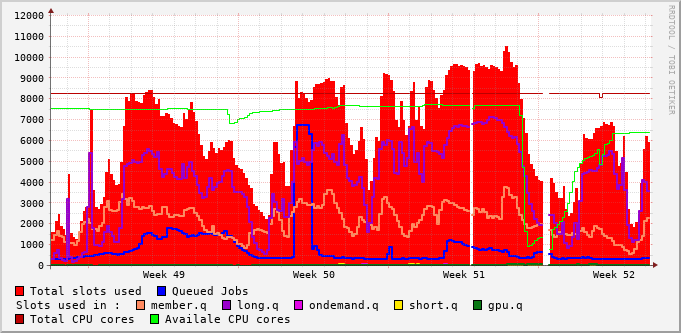 12000
11000
10000
9000
8000
7000
6000
5000
4000
3000
2000
1000
0
Week 49 Week 50 Week 51 Week 52
RRDTOOL / TOBI OETIKER
Total slots used Queued Jobs
Slots used in : member.q long.q ondemand.q short.q gpu.q
Total CPU cores Availale CPU cores